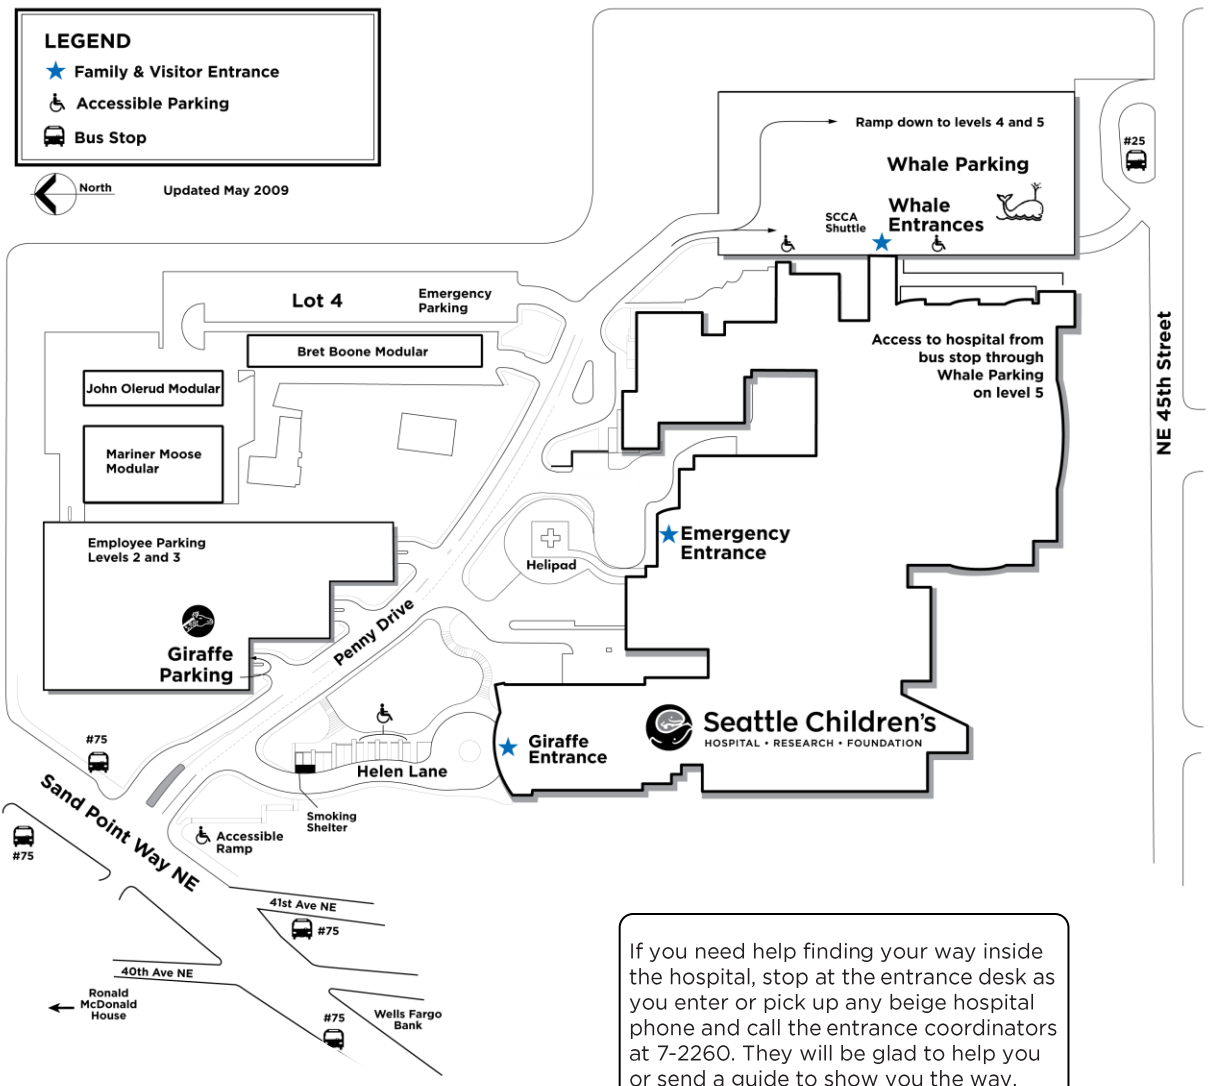 LEGEND
Family & Visitor Entrance
Accessible Parking
Bus Stop
North
Updated May 2009
Ramp down to levels 4 and 5
Whale Parking
#25
SCCA
Shuttle
Whale
Entrances
Lot 4
Emergency
Parking
Bret Boone Modular
John Olerud Modular
Mariner Moose
Modular
Access to hospital from
bus stop through
Whale Parking
on level 5
NE 45th Street
Employee Parking
Levels 2 and 3
Giraffe
Parking
Penny Drive
Helipad
Emergency
Entrance
Seattle Children's
HOSPITAL • RESEARCH • FOUNDATION
Giraffe
Entrance
Helen Lane
Smoking
Shelter
Accessible
Ramp
#75
Sand Point Way NE
#75
41st Ave NE
#75
40th Ave NE
Ronald
McDonald
House
#75
Wells Fargo
Bank
If you need help finding your way inside
the hospital, stop at the entrance desk as
you enter or pick up any beige hospital
phone and call the entrance coordinators
at 7-2260. They will be glad to help you
or send a guide to show you the way.